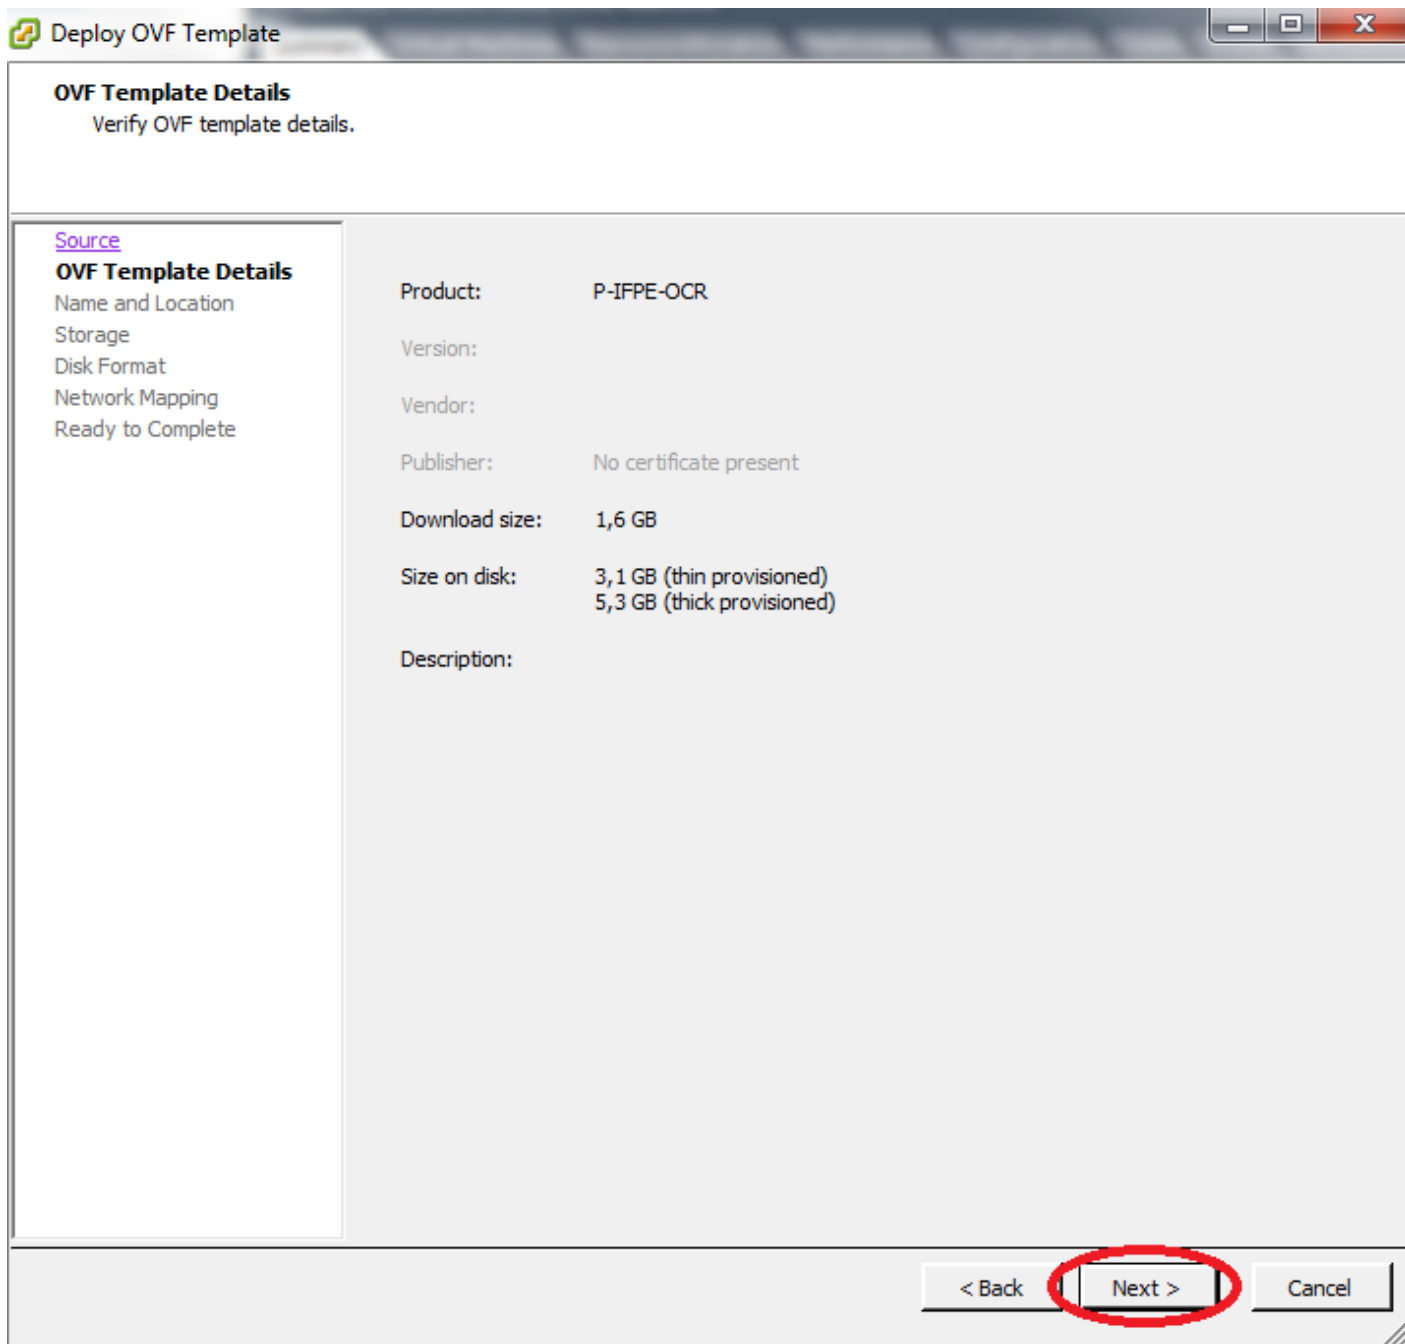 Deploy OVF Template
OVF Template Details
Verify OVF template details.
Source
OVF Template Details
Name and Location
Storage
Disk Format
Network Mapping
Ready to Complete
Product: P-IFPE-OCR
Version:
Vendor:
Publisher: No certificate present
Download size: 1,6 GB
Size on disk: 3,1 GB (thin provisioned)
5,3 GB (thick provisioned)
Description:
< Back Next > Cancel